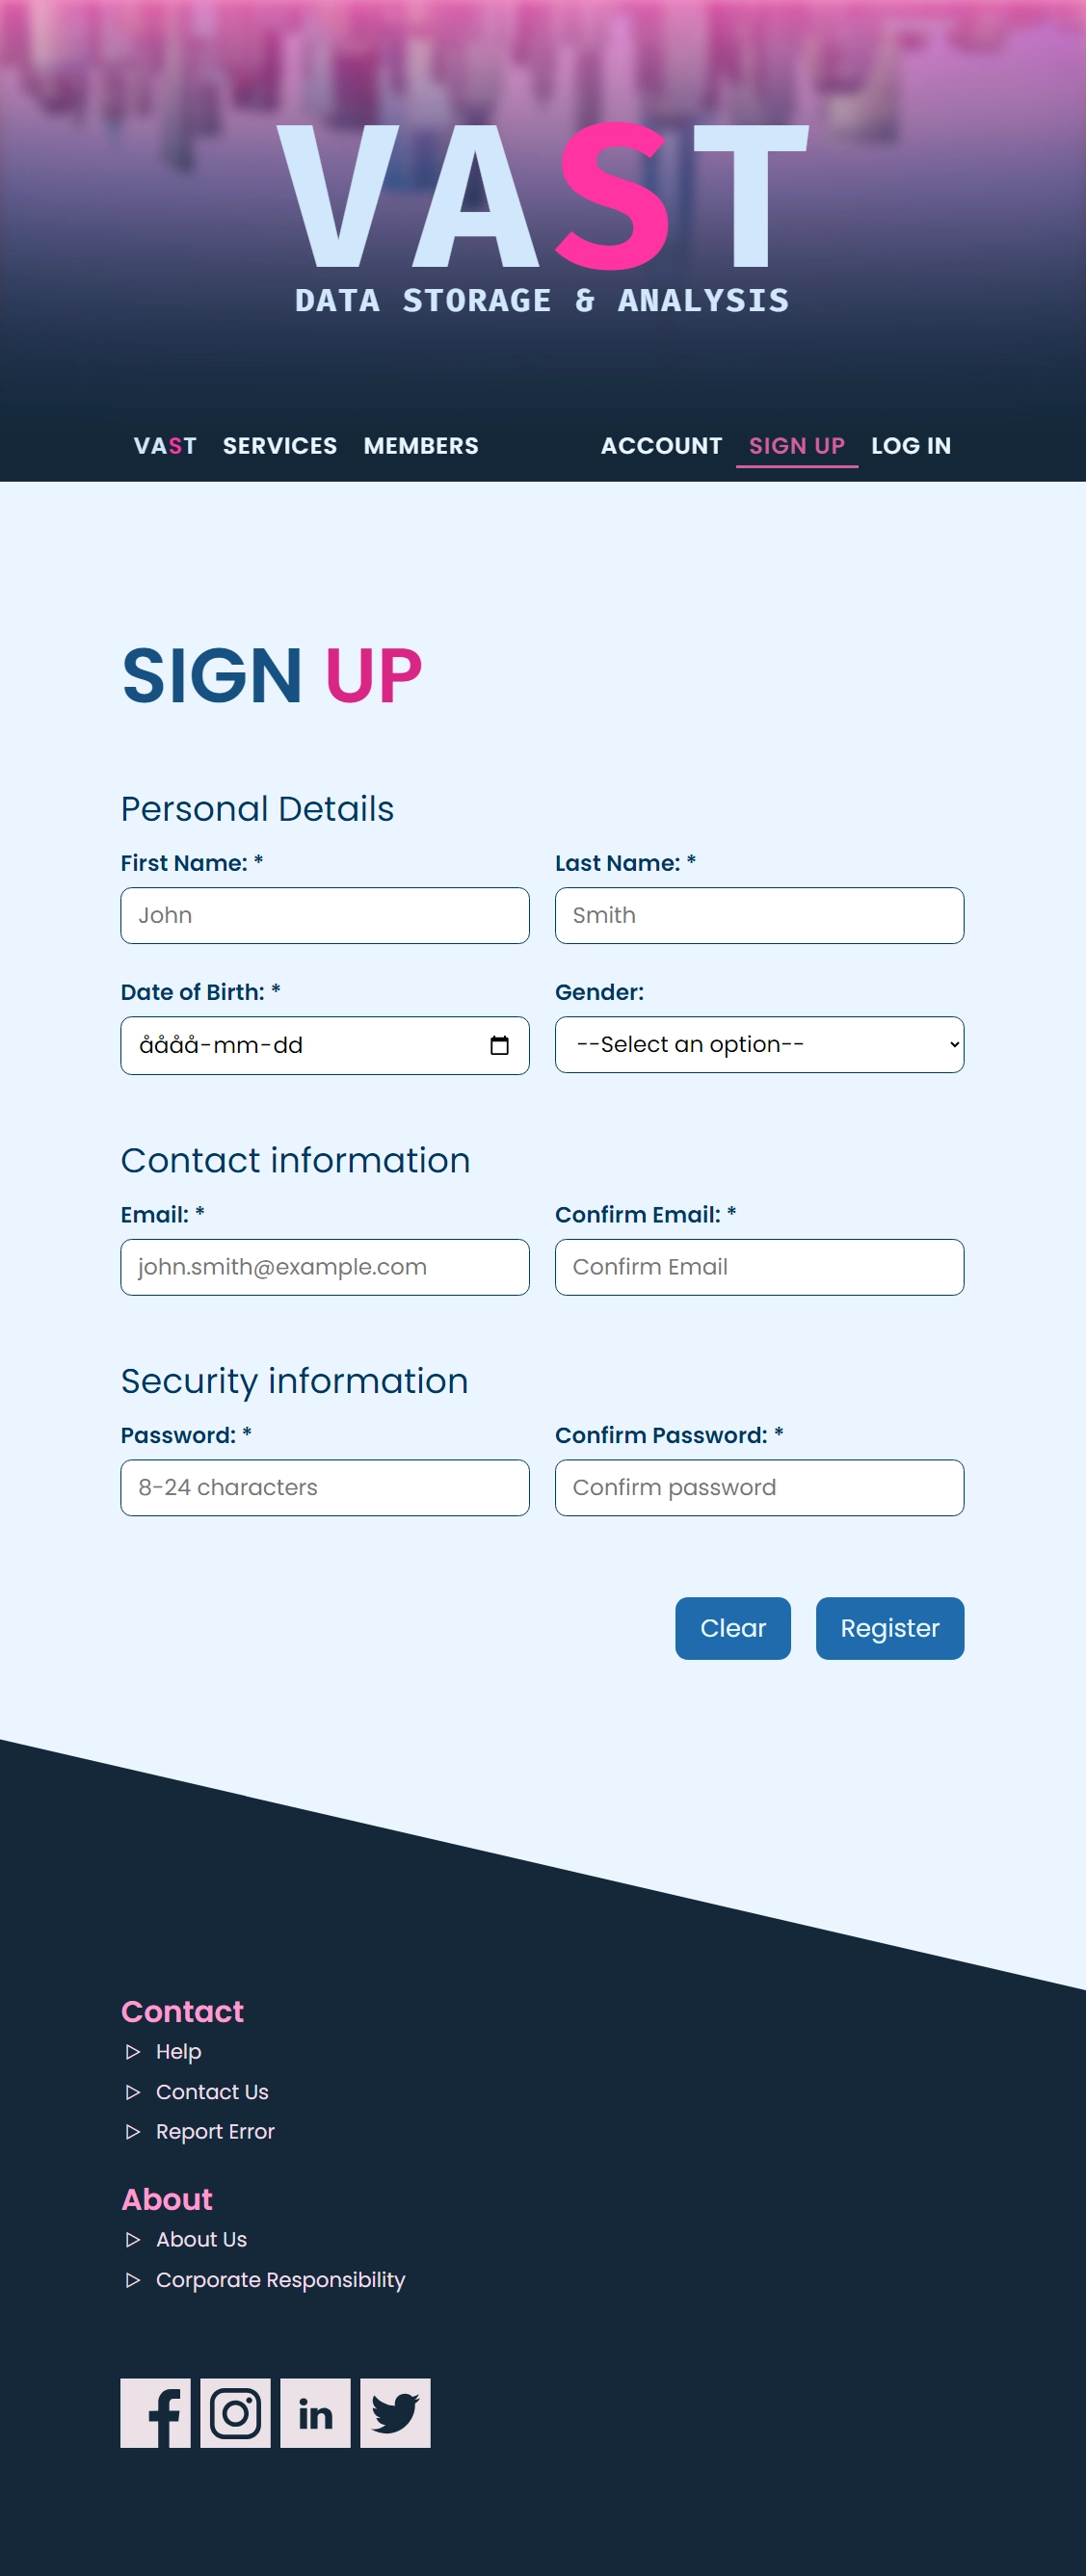 VAST
DATA STORAGE & ANALYSIS
VAST SERVICES MEMBERS ACCOUNT SIGN UP LOG IN
SIGN UP
Personal Details
First Name: * Last Name: *
John Smith
Date of Birth: * Gender:
åååå-mm-dd --Select an option--
Contact information
Email: * Confirm Email: *
john.smith@example.com Confirm Email
Security information
Password: * Confirm Password: *
8-24 characters Confirm password
Clear Register
Contact
Help
Contact Us
Report Error
About
About Us
Corporate Responsibility